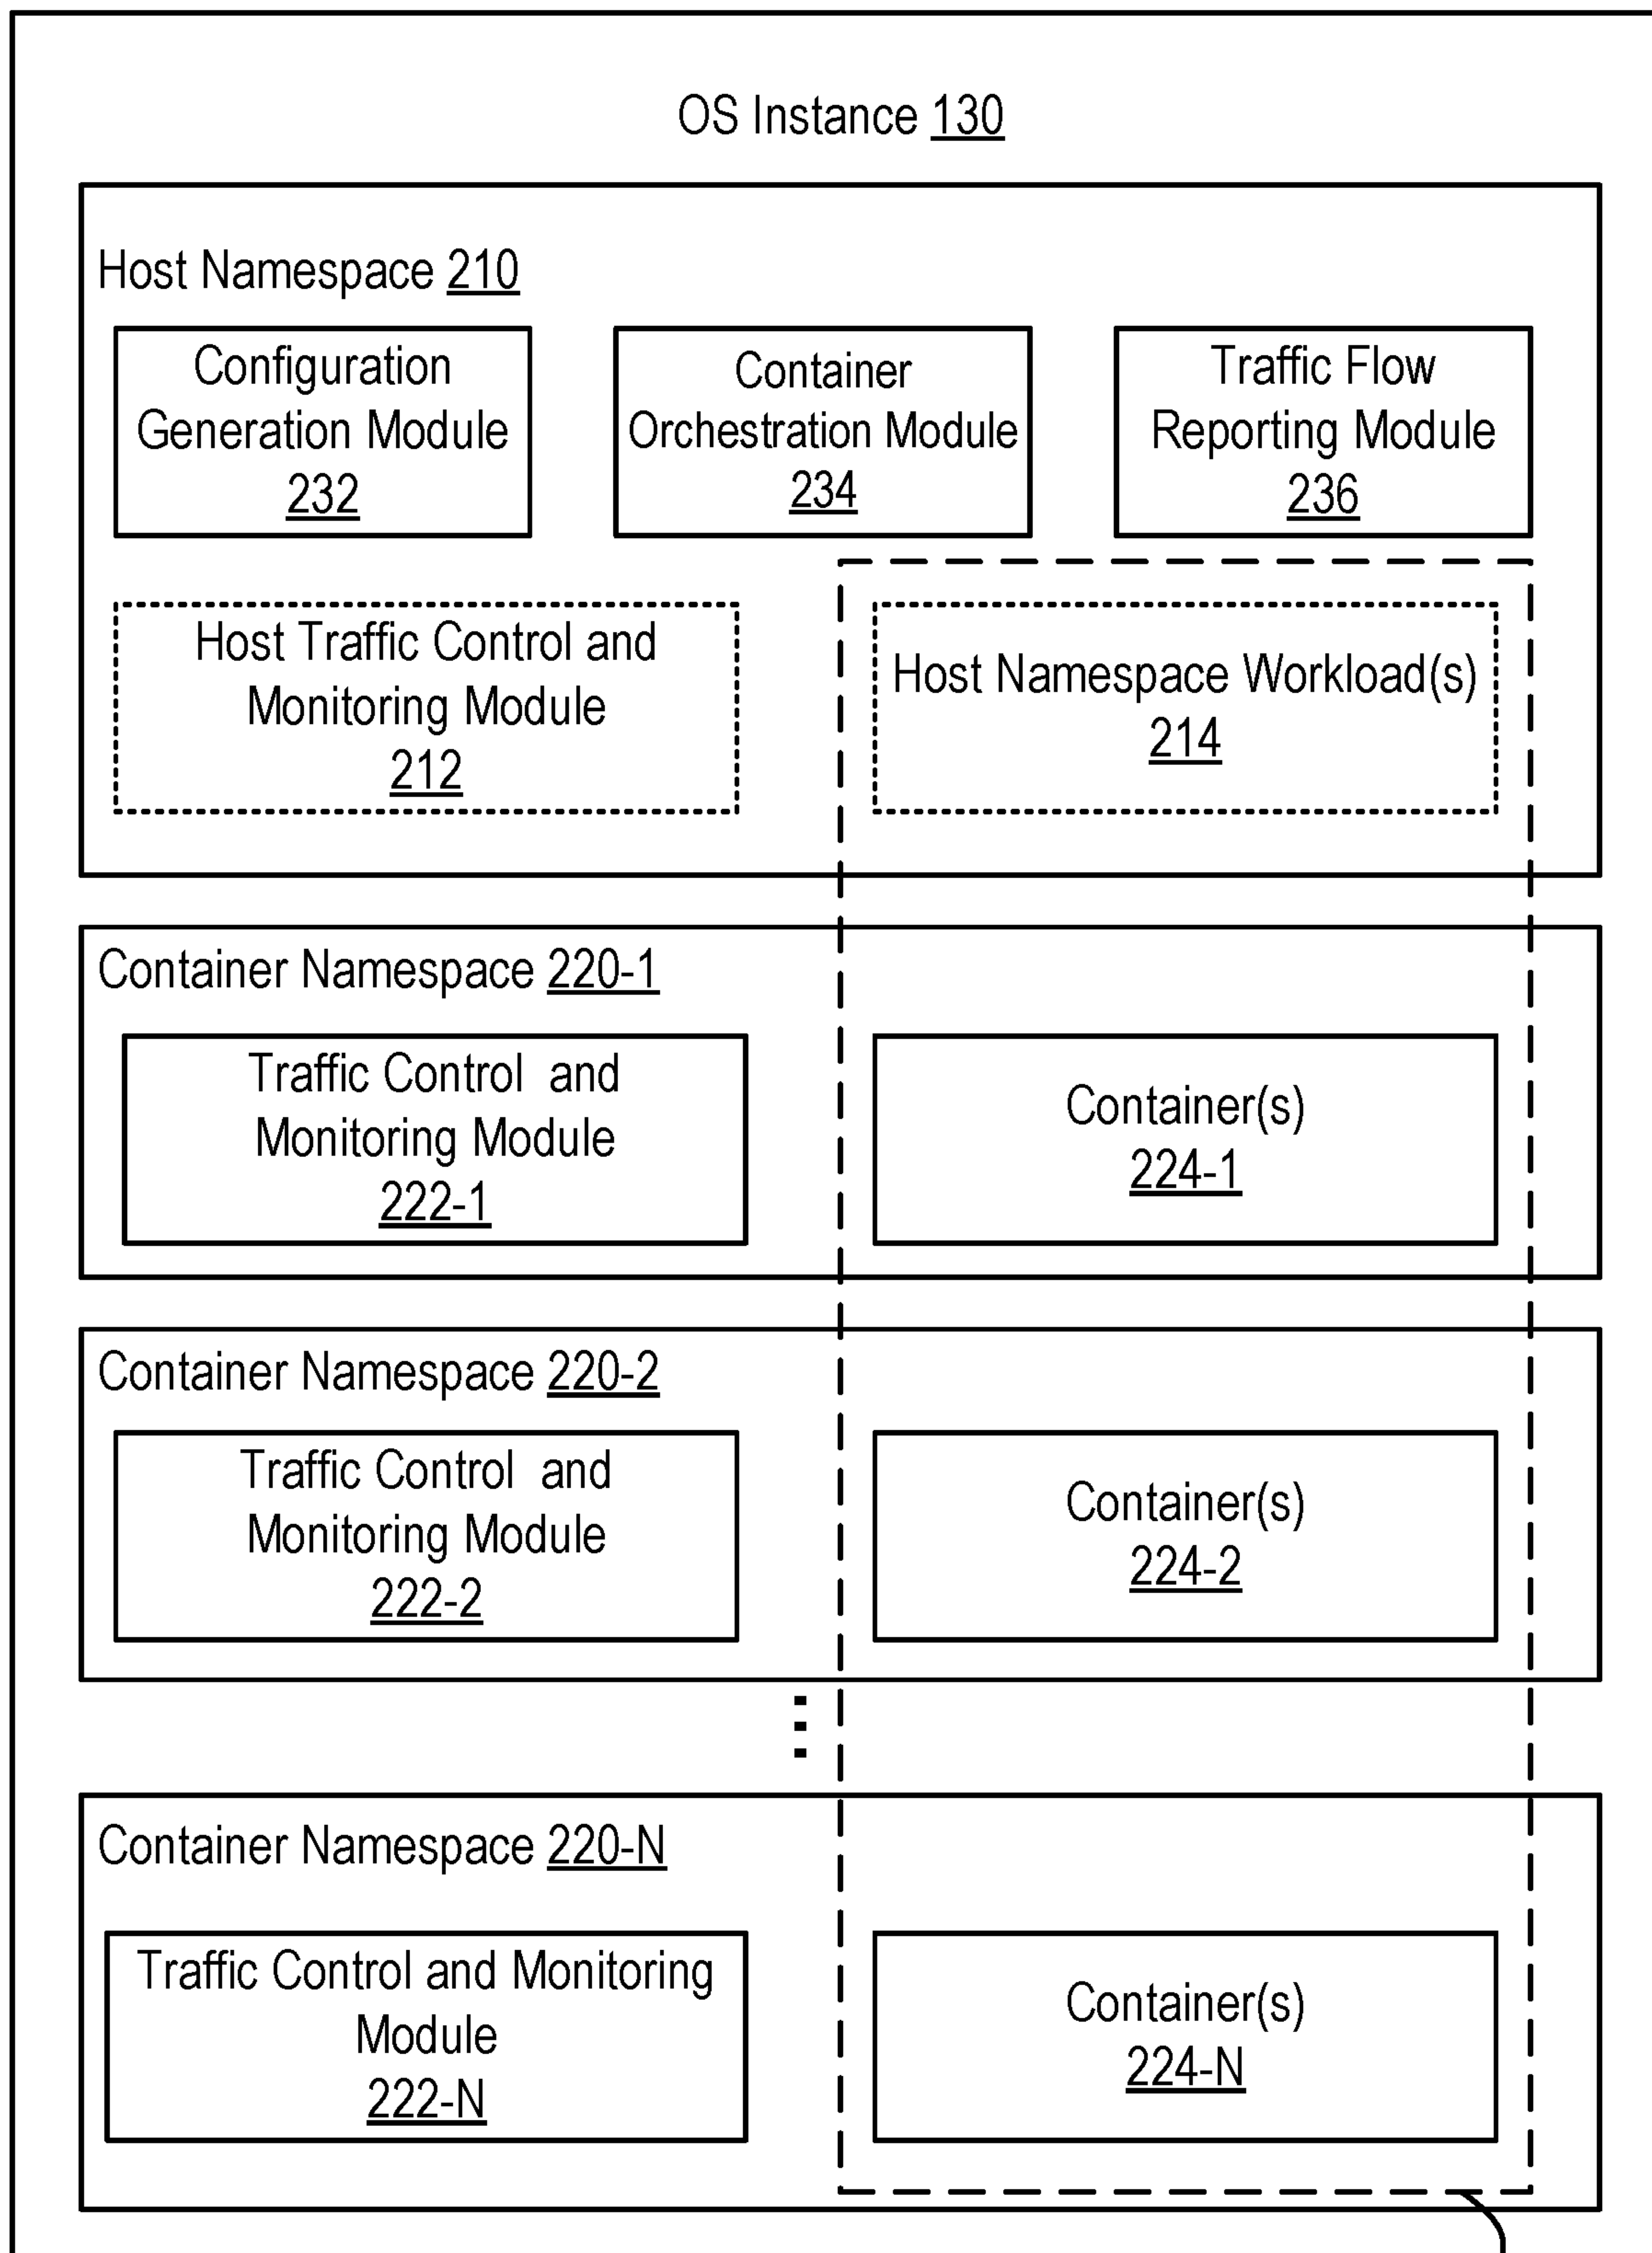 OS Instance 130
Host Namespace 210
Configuration
Generation Module
232
Container
Orchestration Module
234
Traffic Flow
Reporting Module
236
Host Traffic Control and
Monitoring Module
212
Host Namespace Workload(s)
214
Container Namespace 220-1
Traffic Control and
Monitoring Module
222-1
Container(s)
224-1
Container Namespace 220-2
Traffic Control and
Monitoring Module
222-2
Container(s)
224-2
Container Namespace 220-N
Traffic Control and Monitoring
Module
222-N
Container(s)
224-N